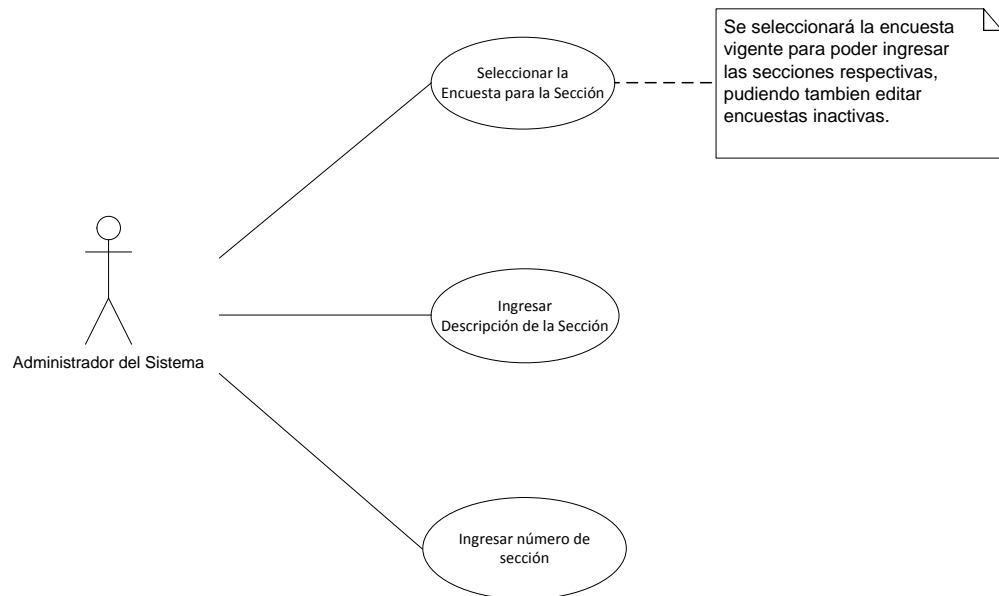 Seleccionar la
Encuesta para la Sección
Se seleccionará la encuesta
vigente para poder ingresar
las secciones respectivas,
pudiendo tambien editar
encuestas inactivas.
Ingresar
Descripción de la Sección
Administrador del Sistema
Ingresar número de
sección